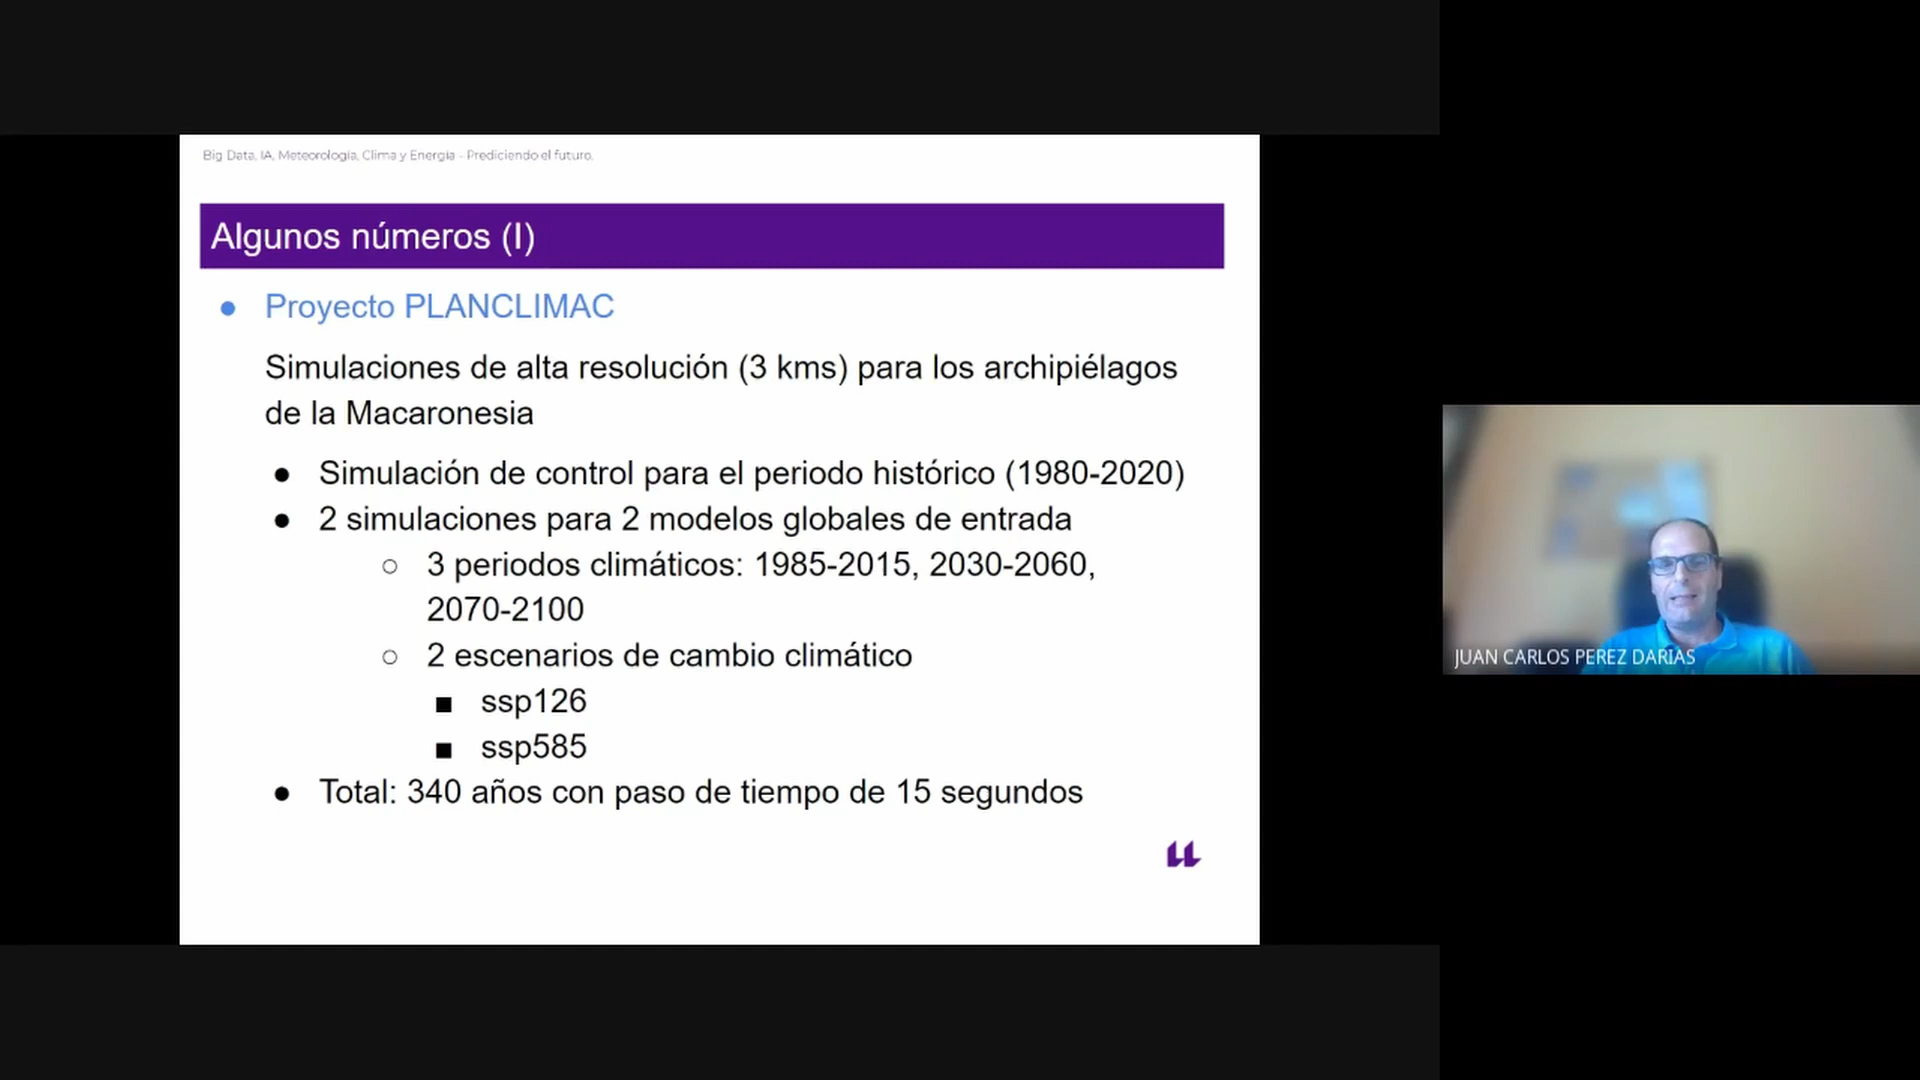 Big Data, IA, Meteorología, Clima y Energía - Prediciendo el futuro.
Algunos números (I)
● Proyecto PLANCLIMAC
Simulaciones de alta resolución (3 kms) para los archipiélagos
de la Macaronesia
● Simulación de control para el periodo histórico (1980-2020)
● 2 simulaciones para 2 modelos globales de entrada
○ 3 periodos climáticos: 1985-2015, 2030-2060,
2070-2100
○ 2 escenarios de cambio climático
■ ssp126
■ ssp585
● Total: 340 años con paso de tiempo de 15 segundos
JUAN CARLOS PEREZ DARIAS